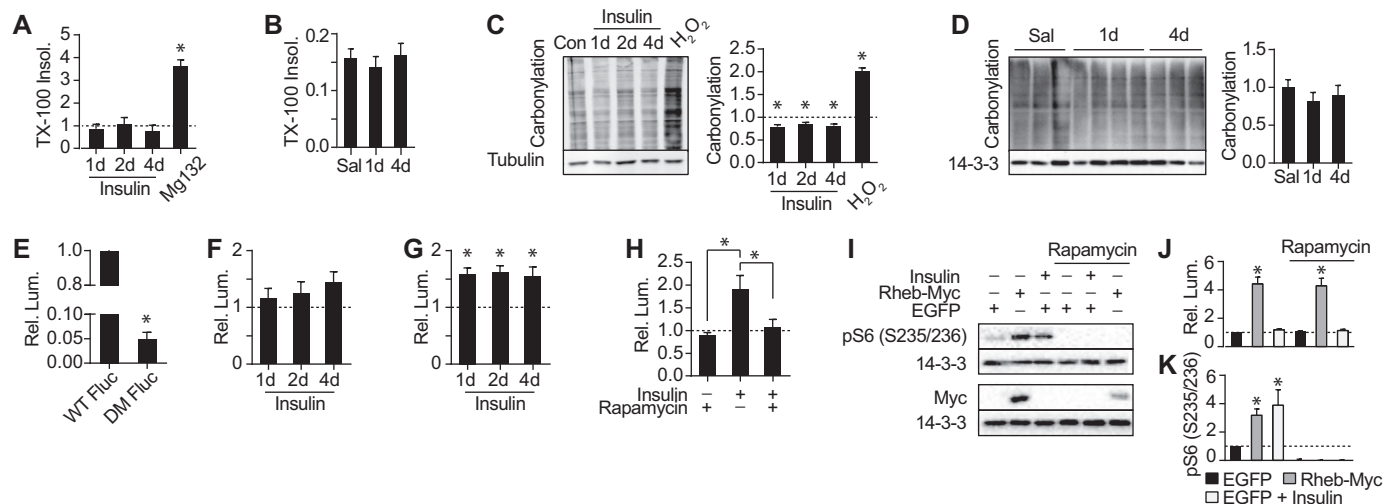 A
TX-100 Insol.
5
4
3
2
1
0
*
1d 2d 4d
Insulin
Mg132
B
TX-100 Insol.
0.2
0.1
0.0
Sal 1d 4d
C
Insulin
Con 1d 2d 4d H2O2
Carbonylation
Tubulin
Carbonylation
2.5
2.0
1.5
1.0
0.5
0.0
* * * *
1d 2d 4d
Insulin
H2O2
D
Sal 1d 4d
Carbonylation
14-3-3
Carbonylation
1.5
1.0
0.5
0.0
Sal 1d 4d
E
Rel. Lum.
1.0
0.8
0.05
0.00
*
WT Fluc
DM Fluc
F
Rel. Lum.
2
1
0
1d 2d 4d
Insulin
G
Rel. Lum.
2
1
0
* * *
1d 2d 4d
Insulin
H
Rel. Lum.
2.5
2.0
1.5
1.0
0.5
0.0
* *
Insulin – + +
Rapamycin + – +
I
Rapamycin
Insulin – – + – + –
Rheb-Myc – + – – – +
EGFP + – + + + –
pS6 (S235/236)
14-3-3
Myc
14-3-3
J
Rapamycin
Rel. Lum.
6
4
2
0
* *
K
pS6 (S235/236)
6
4
2
0
* *
EGFP Rheb-Myc
EGFP + Insulin